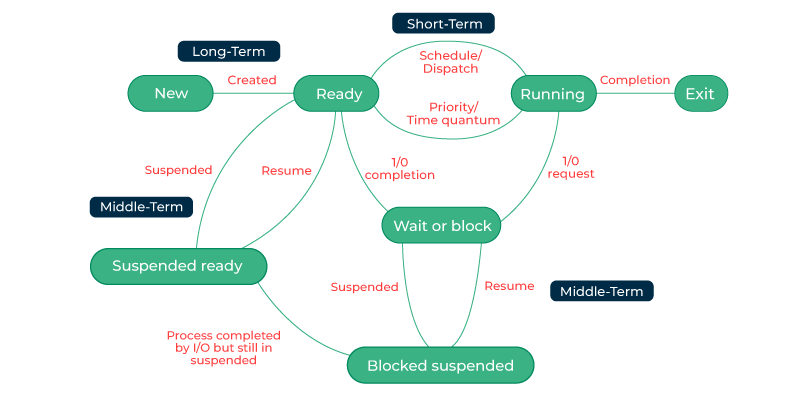 Short-Term
Long-Term
Schedule/
Dispatch
Created
Completion
New
Ready
Running
Exit
Priority/
Time quantum
Suspended
Resume
1/0
completion
1/0
request
Middle-Term
Wait or block
Suspended ready
Suspended
Resume
Middle-Term
Process completed
by I/O but still in
suspended
Blocked suspended